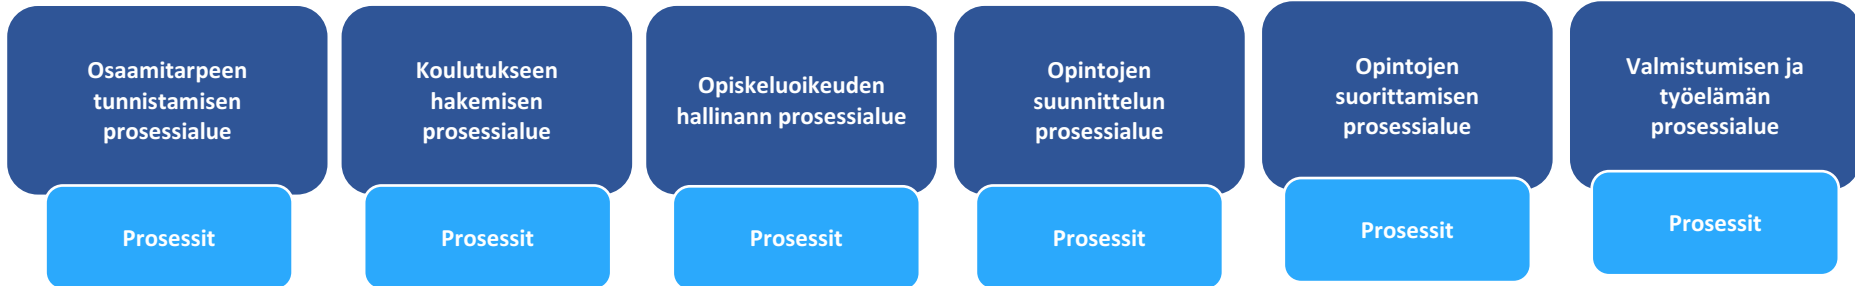 Osaamitarpeen
tunnistamisen
prosessialue
Prosessit
Koulutukseen
hakemisen
prosessialue
Prosessit
Opiskeluoikeuden
hallinann prosessialue
Prosessit
Opintojen
suunnittelun
prosessialue
Prosessit
Opintojen
suorittamisen
prosessialue
Prosessit
Valmistumisen ja
työelämän
prosessialue
Prosessit